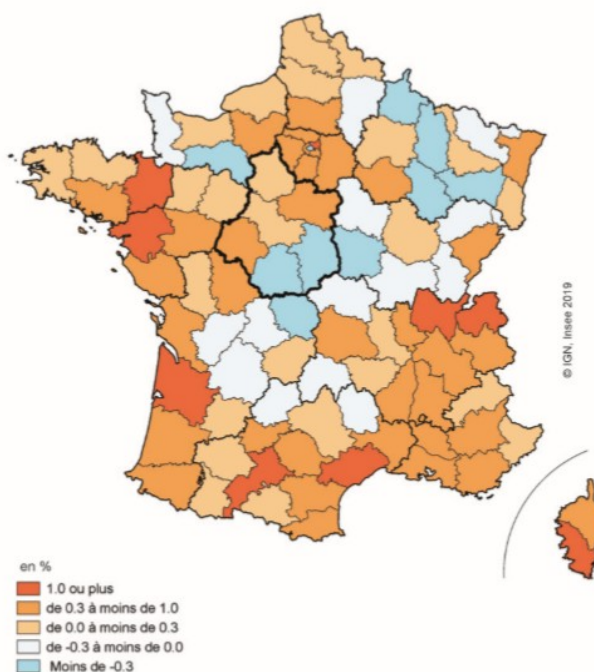 © IGN, Insee 2019
en %
1.0 ou plus
de 0.3 à moins de 1.0
de 0.0 à moins de 0.3
de -0.3 à moins de 0.0
Moins de -0.3